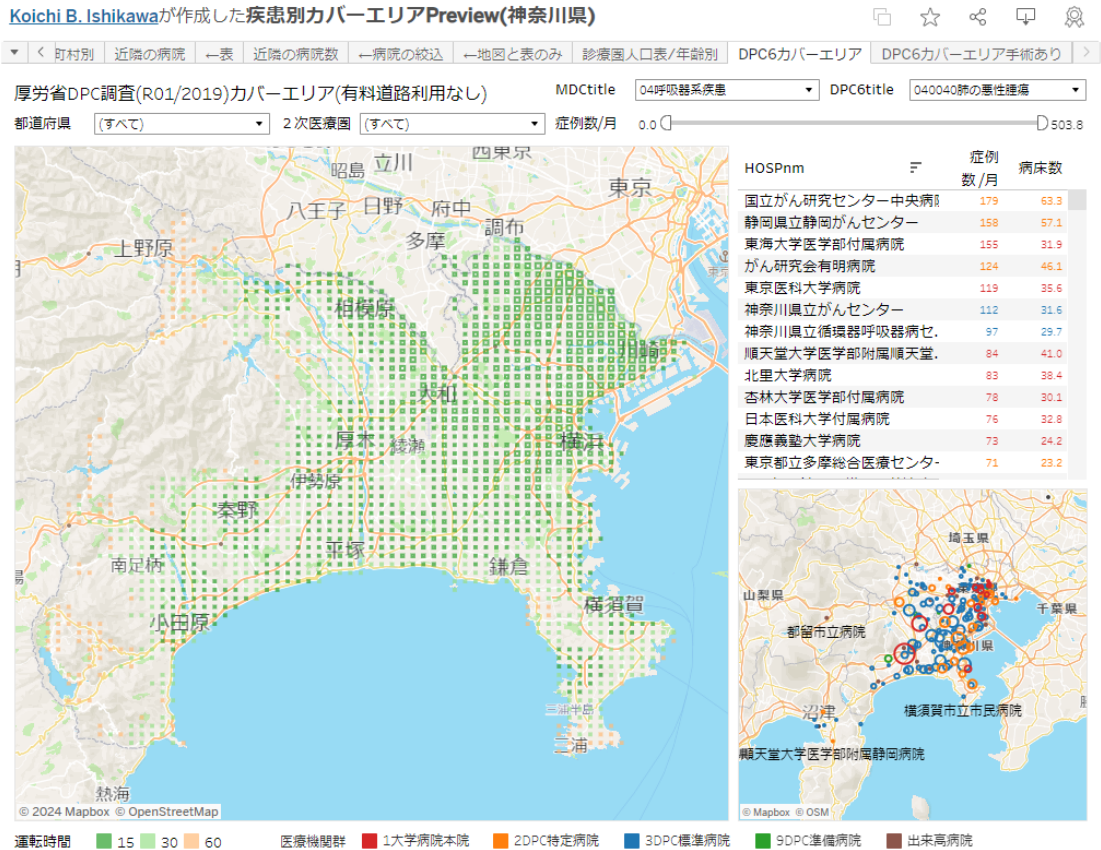 Koichi B. Ishikawaが作成した疾患別カバーエリアPreview(神奈川県)
町村別 近隣の病院 ←表 近隣の病院数 ←病院の絞込 ←地図と表のみ 診療圏人口表/年齢別 DPC6カバーエリア DPC6カバーエリア手術あり
厚労省DPC調査(R01/2019)カバーエリア(有料道路利用なし)
MDCtitle 04呼吸器系疾患 DPC6title 040040肺の悪性腫瘍
都道府県 (すべて) 2次医療圏 (すべて) 症例数/月 0.0 503.8
西東京
昭島 立川
東京
八王子 日野 府中
調布
多摩
上野原
相模原
川崎
大和
厚木 綾瀬 横浜
伊勢原
秦野
平塚
南足柄 鎌倉
小田原 横須賀
三浦半島
三浦
熱海
© 2024 Mapbox © OpenStreetMap
HOSPnm 症例数/月 病床数
国立がん研究センター中央病 179 63.3
静岡県立静岡がんセンター 158 57.1
東海大学医学部付属病院 155 31.9
がん研究会有明病院 124 46.1
東京医科大学病院 119 35.6
神奈川県立がんセンター 112 31.6
神奈川県立循環器呼吸器病セ. 97 29.7
順天堂大学医学部附属順天堂. 84 41.0
北里大学病院 83 38.4
杏林大学医学部付属病院 78 30.1
日本医科大学付属病院 76 32.8
慶應義塾大学病院 73 24.2
東京都立多摩総合医療センター 71 23.2
埼玉県
山梨県
千葉県
都留市立病院
川県
沼津
横須賀市立市民病院
順天堂大学医学部附属静岡病院
© Mapbox © OSM
運転時間 15 30 60 医療機関群 1大学病院本院 2DPC特定病院 3DPC標準病院 9DPC準備病院 出来高病院